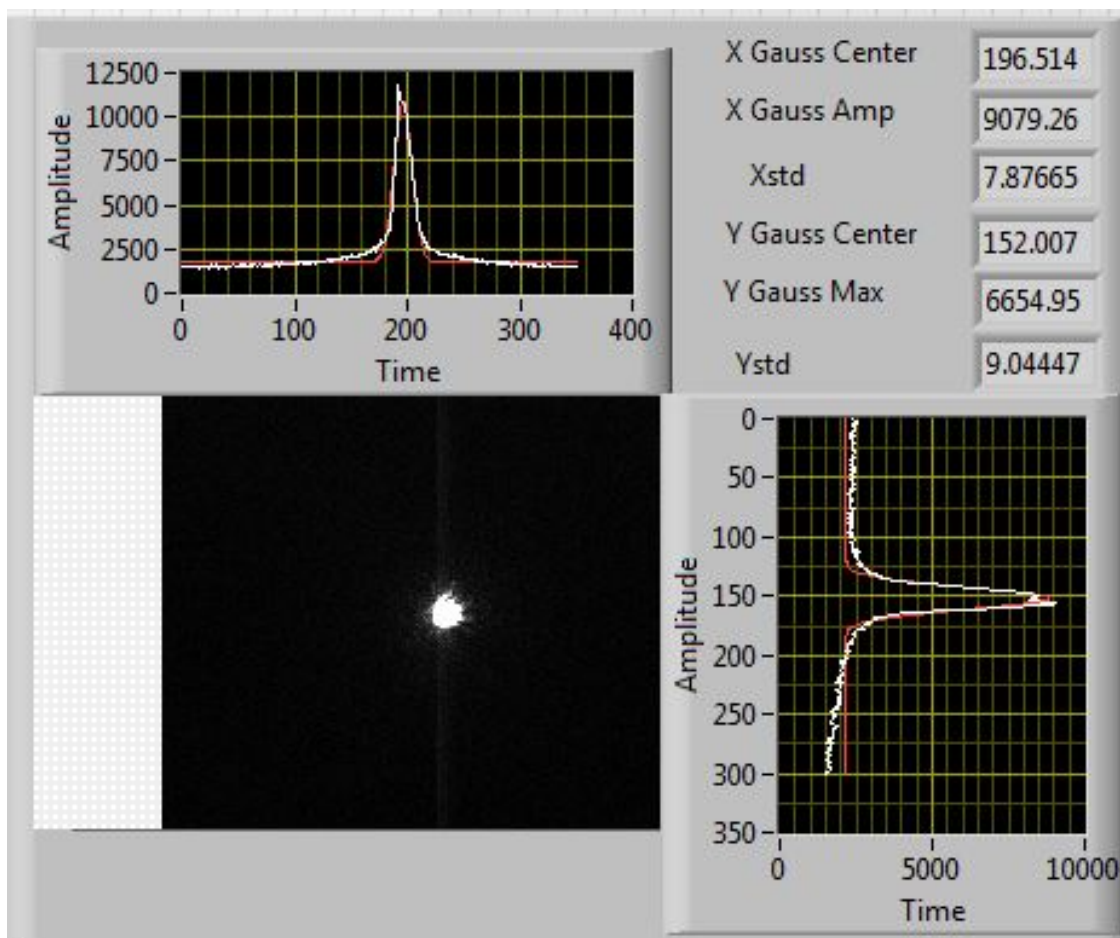 X Gauss Center 196.514
X Gauss Amp 9079.26
Xstd 7.87665
Y Gauss Center 152.007
Y Gauss Max 6654.95
Ystd 9.04447
12500
10000
7500
5000
2500
0
Amplitude
0 100 200 300 400
Time
0
50
100
150
200
250
300
350
Amplitude
0 5000 10000
Time